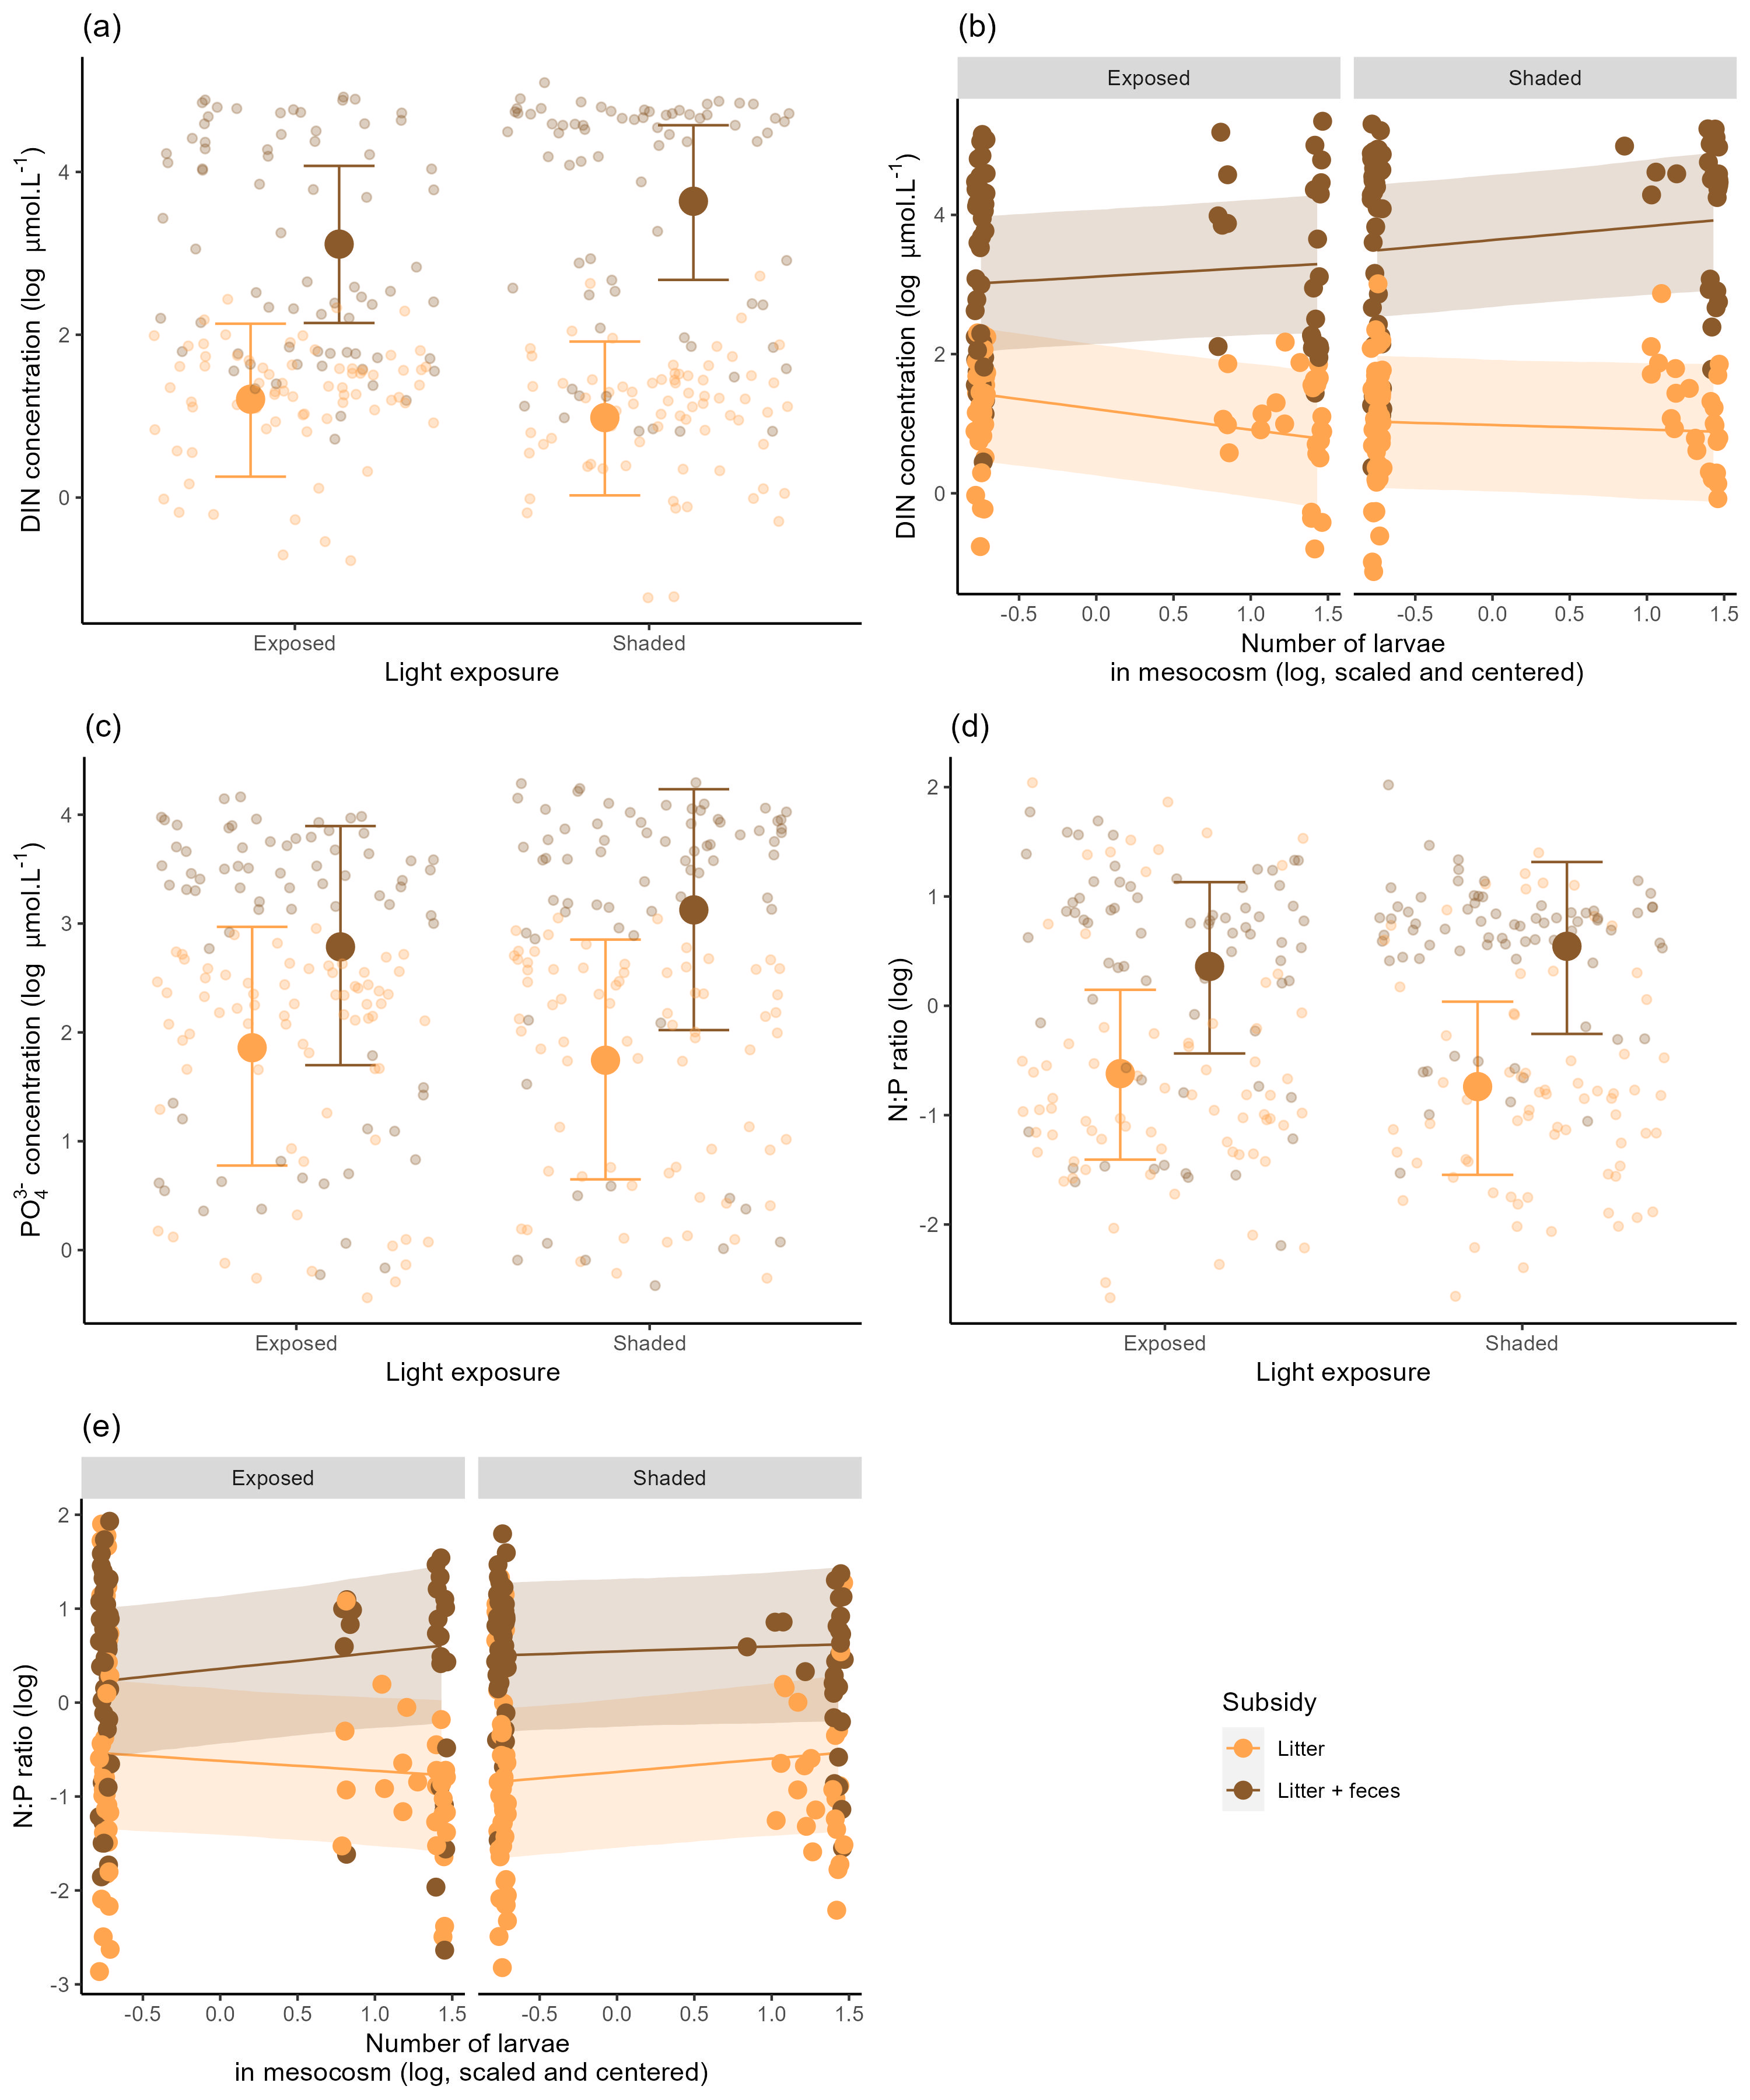 (a)
DIN concentration (log  µmol.L⁻¹)
4
2
0
Exposed
Shaded
Light exposure
(b)
Exposed
Shaded
DIN concentration (log  µmol.L⁻¹)
4
2
0
-0.5 0.0 0.5 1.0 1.5
-0.5 0.0 0.5 1.0 1.5
Number of larvae
in mesocosm (log, scaled and centered)
(c)
PO₄³⁻ concentration (log  µmol.L⁻¹)
4
3
2
1
0
Exposed
Shaded
Light exposure
(d)
N:P ratio (log)
2
1
0
-1
-2
Exposed
Shaded
Light exposure
(e)
Exposed
Shaded
N:P ratio (log)
2
1
0
-1
-2
-3
-0.5 0.0 0.5 1.0 1.5
-0.5 0.0 0.5 1.0 1.5
Number of larvae
in mesocosm (log, scaled and centered)
Subsidy
Litter
Litter + feces